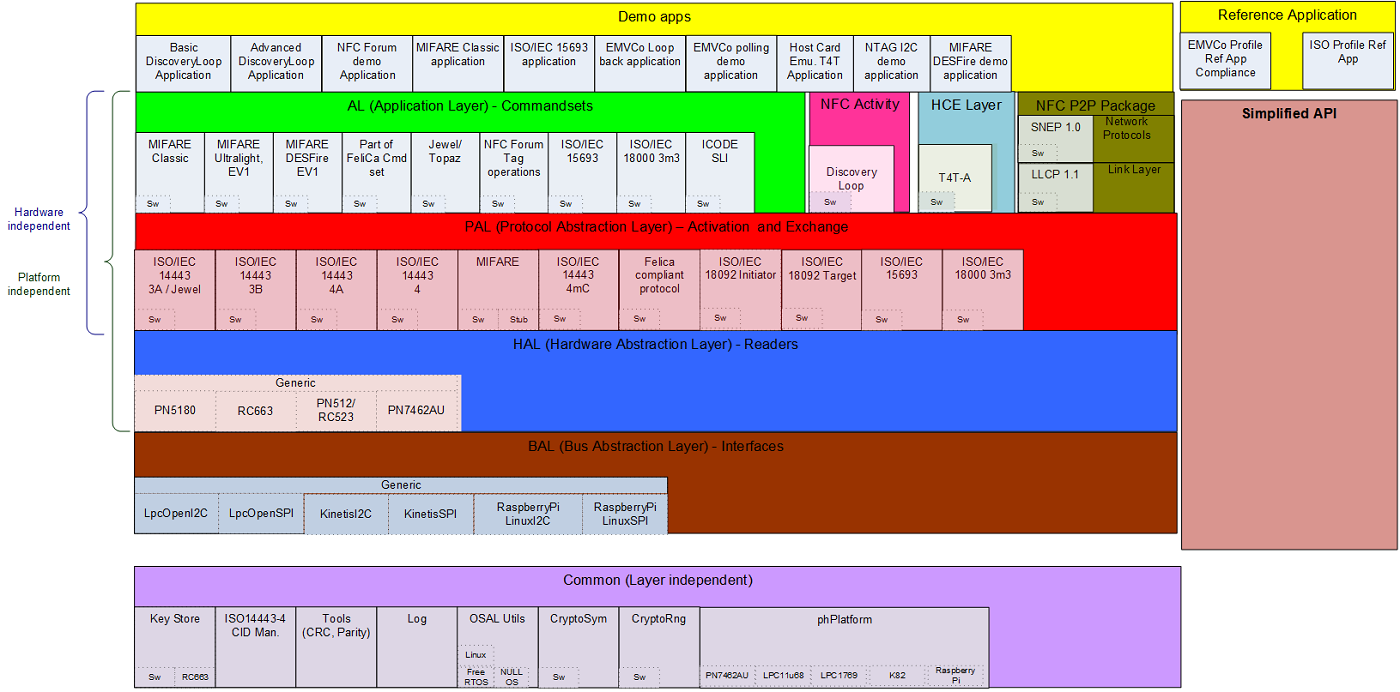 Demo apps
Reference Application
Basic
DiscoveryLoop
Application
Advanced
DiscoveryLoop
Application
NFC Forum
demo
Application
MIFARE Classic
application
ISO/IEC 15693
application
EMVCo Loop
back application
EMVCo polling
demo
application
Host Card
Emu. T4T
Application
NTAG I2C
demo
application
MIFARE
DESFire demo
application
EMVCo Profile
Ref App
Compliance
ISO Profile Ref
App
AL (Application Layer) - Commandsets
NFC Activity
HCE Layer
NFC P2P Package
Simplified API
MIFARE
Classic
Sw
MIFARE
Ultralight,
EV1
Sw
MIFARE
DESFire
EV1
Sw
Part of
FeliCa Cmd
set
Sw
Jewel/
Topaz
Sw
NFC Forum
Tag
operations
Sw
ISO/IEC
15693
Sw
ISO/IEC
18000 3m3
Sw
ICODE
SLI
Sw
Discovery
Loop
Sw
T4T-A
Sw
SNEP 1.0
Sw
Network
Protocols
LLCP 1.1
Sw
Link Layer
Hardware
independent
Platform
independent
PAL (Protocol Abstraction Layer) – Activation and Exchange
ISO/IEC
14443
3A / Jewel
Sw
ISO/IEC
14443
3B
Sw
ISO/IEC
14443
4A
Sw
ISO/IEC
14443
4
Sw
MIFARE
Sw
Stub
ISO/IEC
14443
4mC
Sw
Felica
compliant
protocol
Sw
ISO/IEC
18092 Initiator
Sw
ISO/IEC
18092 Target
Sw
ISO/IEC
15693
Sw
ISO/IEC
18000 3m3
Sw
HAL (Hardware Abstraction Layer) - Readers
Generic
PN5180
RC663
PN512/
RC523
PN7462AU
BAL (Bus Abstraction Layer) - Interfaces
Generic
LpcOpenI2C
LpcOpenSPI
KinetisI2C
KinetisSPI
RaspberryPi
LinuxI2C
RaspberryPi
LinuxSPI
Common (Layer independent)
Key Store
Sw
RC663
ISO14443-4
CID Man.
Tools
(CRC, Parity)
Log
OSAL Utils
Linux
Free
RTOS
NULL
OS
CryptoSym
Sw
CryptoRng
Sw
phPlatform
PN7462AU
LPC11u68
LPC1769
K82
Raspberry
Pi